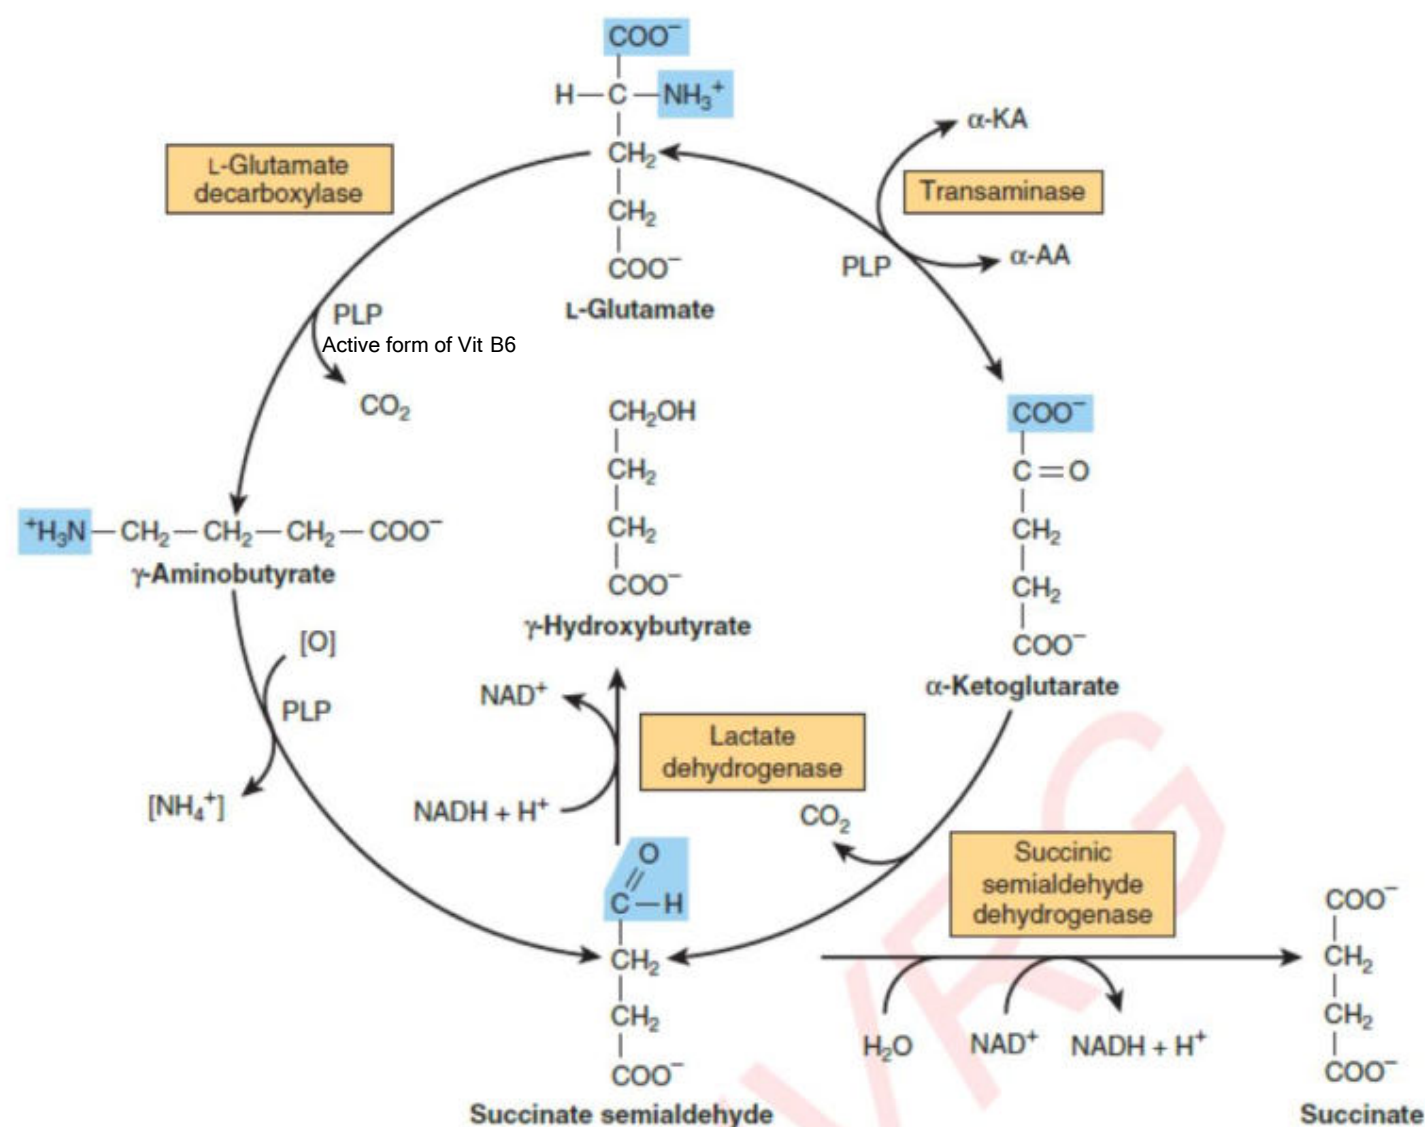 COO⁻
H—C—NH₃⁺
CH₂
CH₂
COO⁻
L-Glutamate
L-Glutamate
decarboxylase
PLP
Active form of Vit B6
CO₂
α-KA
Transaminase
α-AA
PLP
⁺H₃N—CH₂—CH₂—CH₂—COO⁻
γ-Aminobutyrate
CH₂OH
CH₂
CH₂
COO⁻
γ-Hydroxybutyrate
COO⁻
C=O
CH₂
CH₂
COO⁻
α-Ketoglutarate
[O]
PLP
[NH₄⁺]
NAD⁺
NADH + H⁺
Lactate
dehydrogenase
CO₂
O
C—H
CH₂
CH₂
COO⁻
Succinate semialdehyde
Succinic
semialdehyde
dehydrogenase
H₂O
NAD⁺
NADH + H⁺
COO⁻
CH₂
CH₂
COO⁻
Succinate